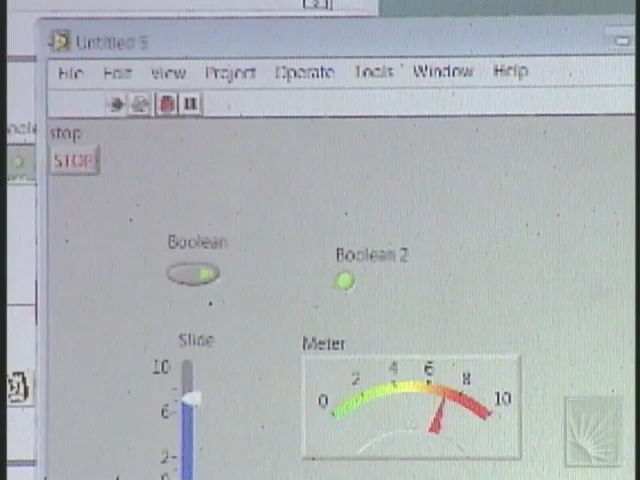 Untitled 5
File Edit View Project Operate Tools Window Help
stop
STOP
Boolean
Boolean 2
Slide
10
6
2
Meter
0 2 4 6 8 10